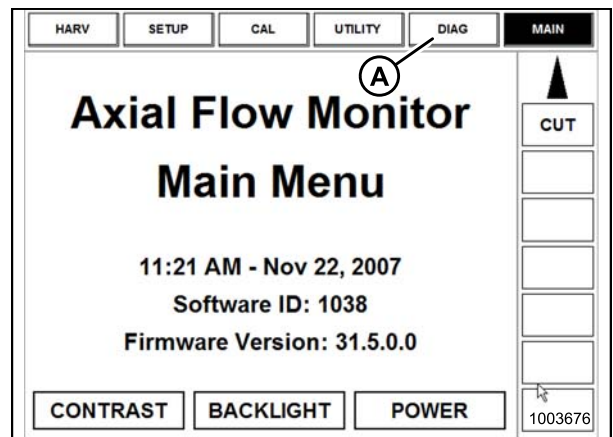 HARV SETUP CAL UTILITY DIAG MAIN
A
Axial Flow Monitor
CUT
Main Menu
11:21 AM - Nov 22, 2007
Software ID: 1038
Firmware Version: 31.5.0.0
CONTRAST BACKLIGHT POWER
1003676